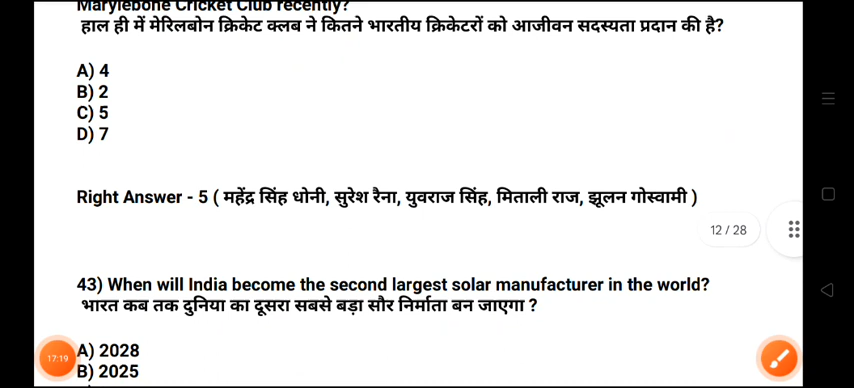 Marylebone Cricket Club recently?
हाल ही में मेरिलबोन क्रिकेट क्लब ने कितने भारतीय क्रिकेटरों को आजीवन सदस्यता प्रदान की है?
A) 4
B) 2
C) 5
D) 7
Right Answer - 5 ( महेंद्र सिंह धोनी, सुरेश रैना, युवराज सिंह, मिताली राज, झूलन गोस्वामी )
12 / 28
43) When will India become the second largest solar manufacturer in the world?
भारत कब तक दुनिया का दूसरा सबसे बड़ा सौर निर्माता बन जाएगा ?
17:19
A) 2028
B) 2025